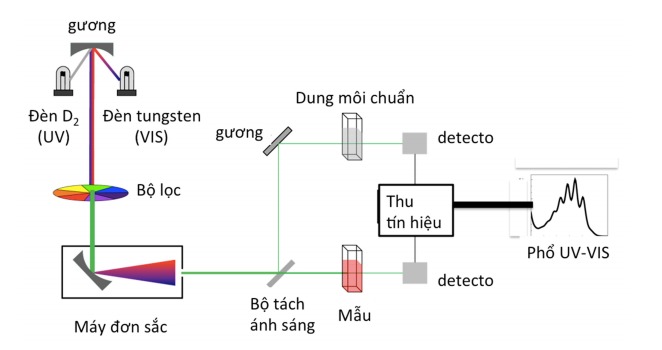 gương
Đèn D2
(UV)
Đèn tungsten
(VIS)
Dung môi chuẩn
gương
detecto
Bộ lọc
Thu
tín hiệu
Phổ UV-VIS
detecto
Bộ tách
ánh sáng
Mẫu
Máy đơn sắc